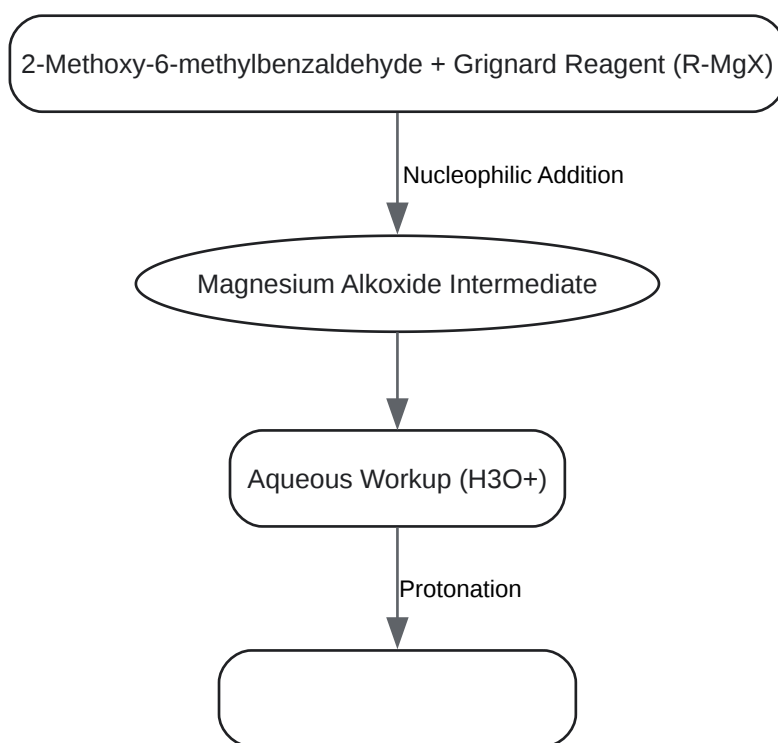 2-Methoxy-6-methylbenzaldehyde + Grignard Reagent (R-MgX)
Nucleophilic Addition
Magnesium Alkoxide Intermediate
Aqueous Workup (H3O+)
Protonation